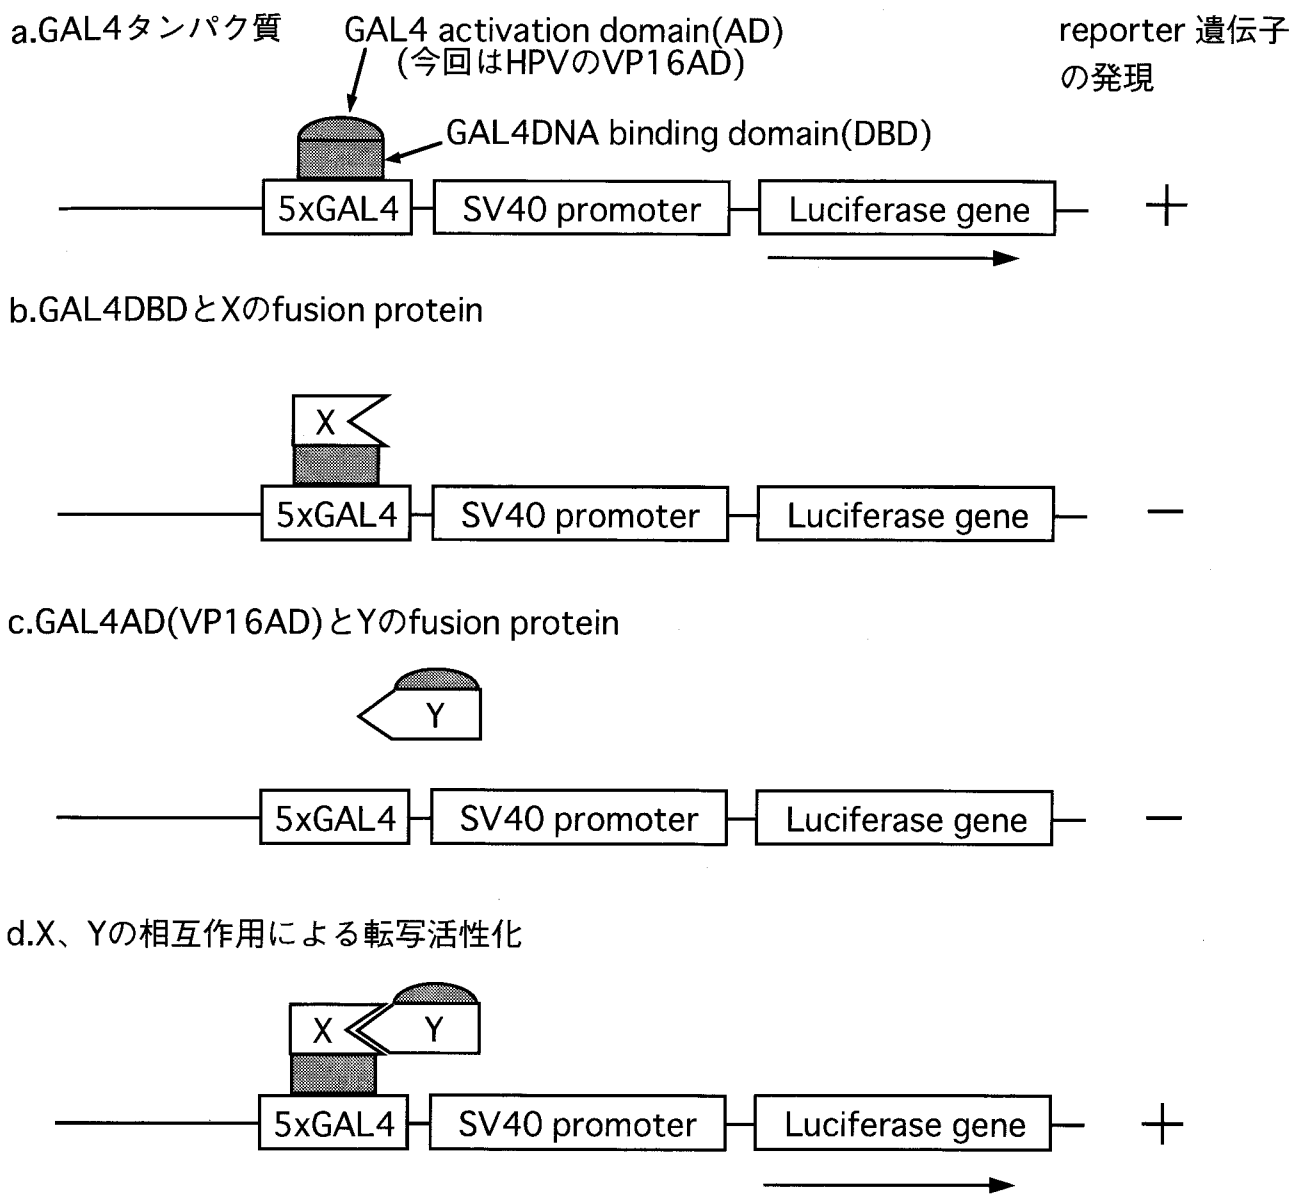 a.GAL4タンパク質
GAL4 activation domain(AD)
(今回はHPVのVP16AD)
reporter 遺伝子
の発現
GAL4DNA binding domain(DBD)
5xGAL4 SV40 promoter Luciferase gene +
b.GAL4DBDとXのfusion protein
X
5xGAL4 SV40 promoter Luciferase gene −
c.GAL4AD(VP16AD)とYのfusion protein
Y
5xGAL4 SV40 promoter Luciferase gene −
d.X、Yの相互作用による転写活性化
X Y
5xGAL4 SV40 promoter Luciferase gene +